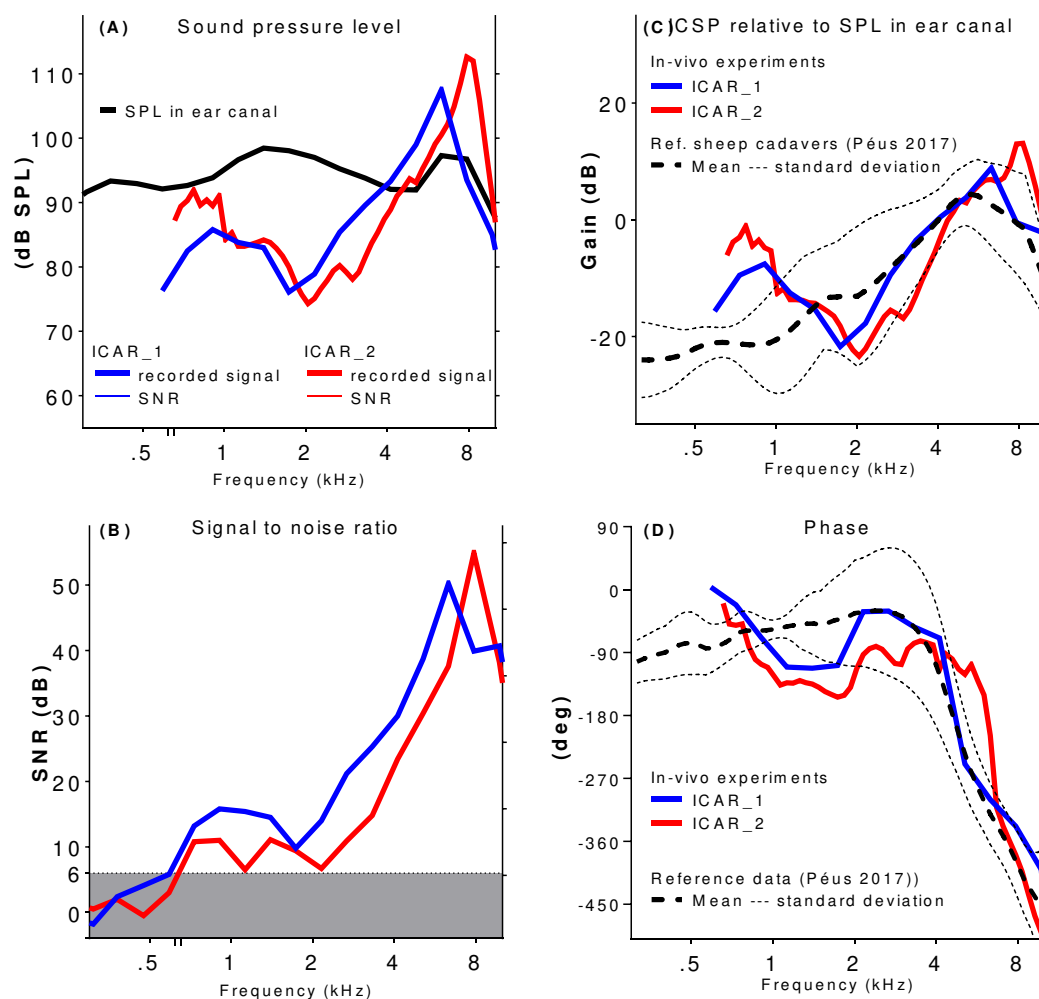 (A) Sound pressure level
110
100
90
80
70
60
(dB SPL)
SPL in ear canal
ICAR_1 ICAR_2
recorded signal recorded signal
SNR SNR
.5 1 2 4 8
Frequency (kHz)
(C) ICSP relative to SPL in ear canal
20
0
-20
Gain (dB)
In-vivo experiments
ICAR_1
ICAR_2
Ref. sheep cadavers (Péus 2017)
Mean --- standard deviation
.5 1 2 4 8
Frequency (kHz)
(B) Signal to noise ratio
50
40
30
20
10
6
0
SNR (dB)
.5 1 2 4 8
Frequency (kHz)
(D) Phase
90
0
-90
-180
-270
-360
-450
(deg)
In-vivo experiments
ICAR_1
ICAR_2
Reference data (Péus 2017))
Mean --- standard deviation
.5 1 2 4 8
Frequency (kHz)